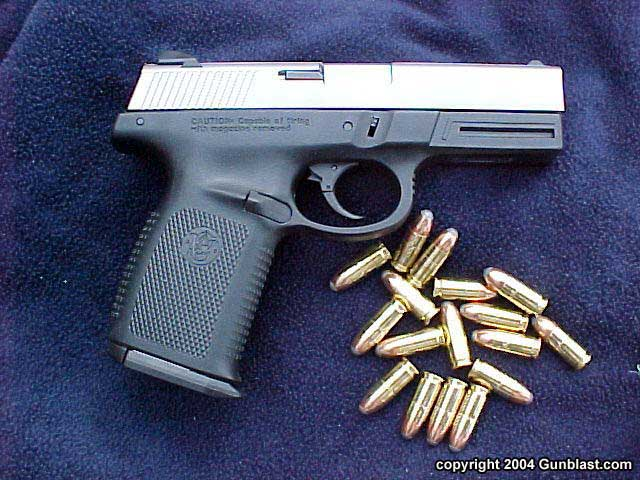 CAUTION- Capable of firing
with magazine removed
copyright 2004 Gunblast.com